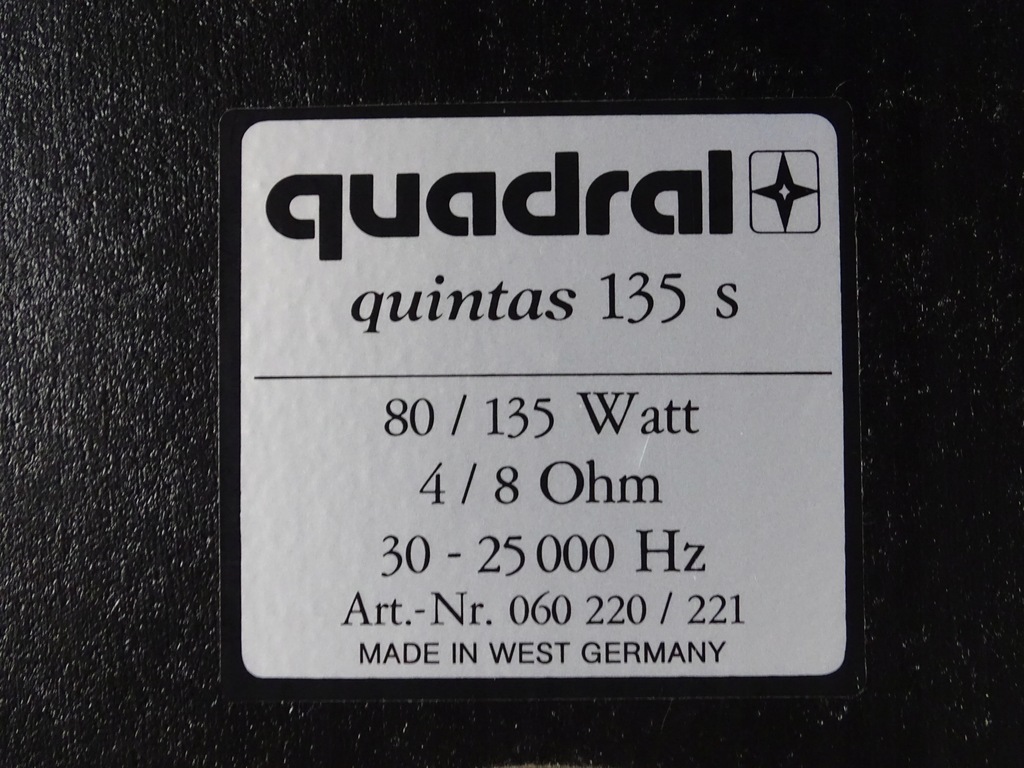 quadral
quintas 135 s
80 / 135 Watt
4 / 8 Ohm
30 - 25 000 Hz
Art.-Nr. 060 220 / 221
MADE IN WEST GERMANY